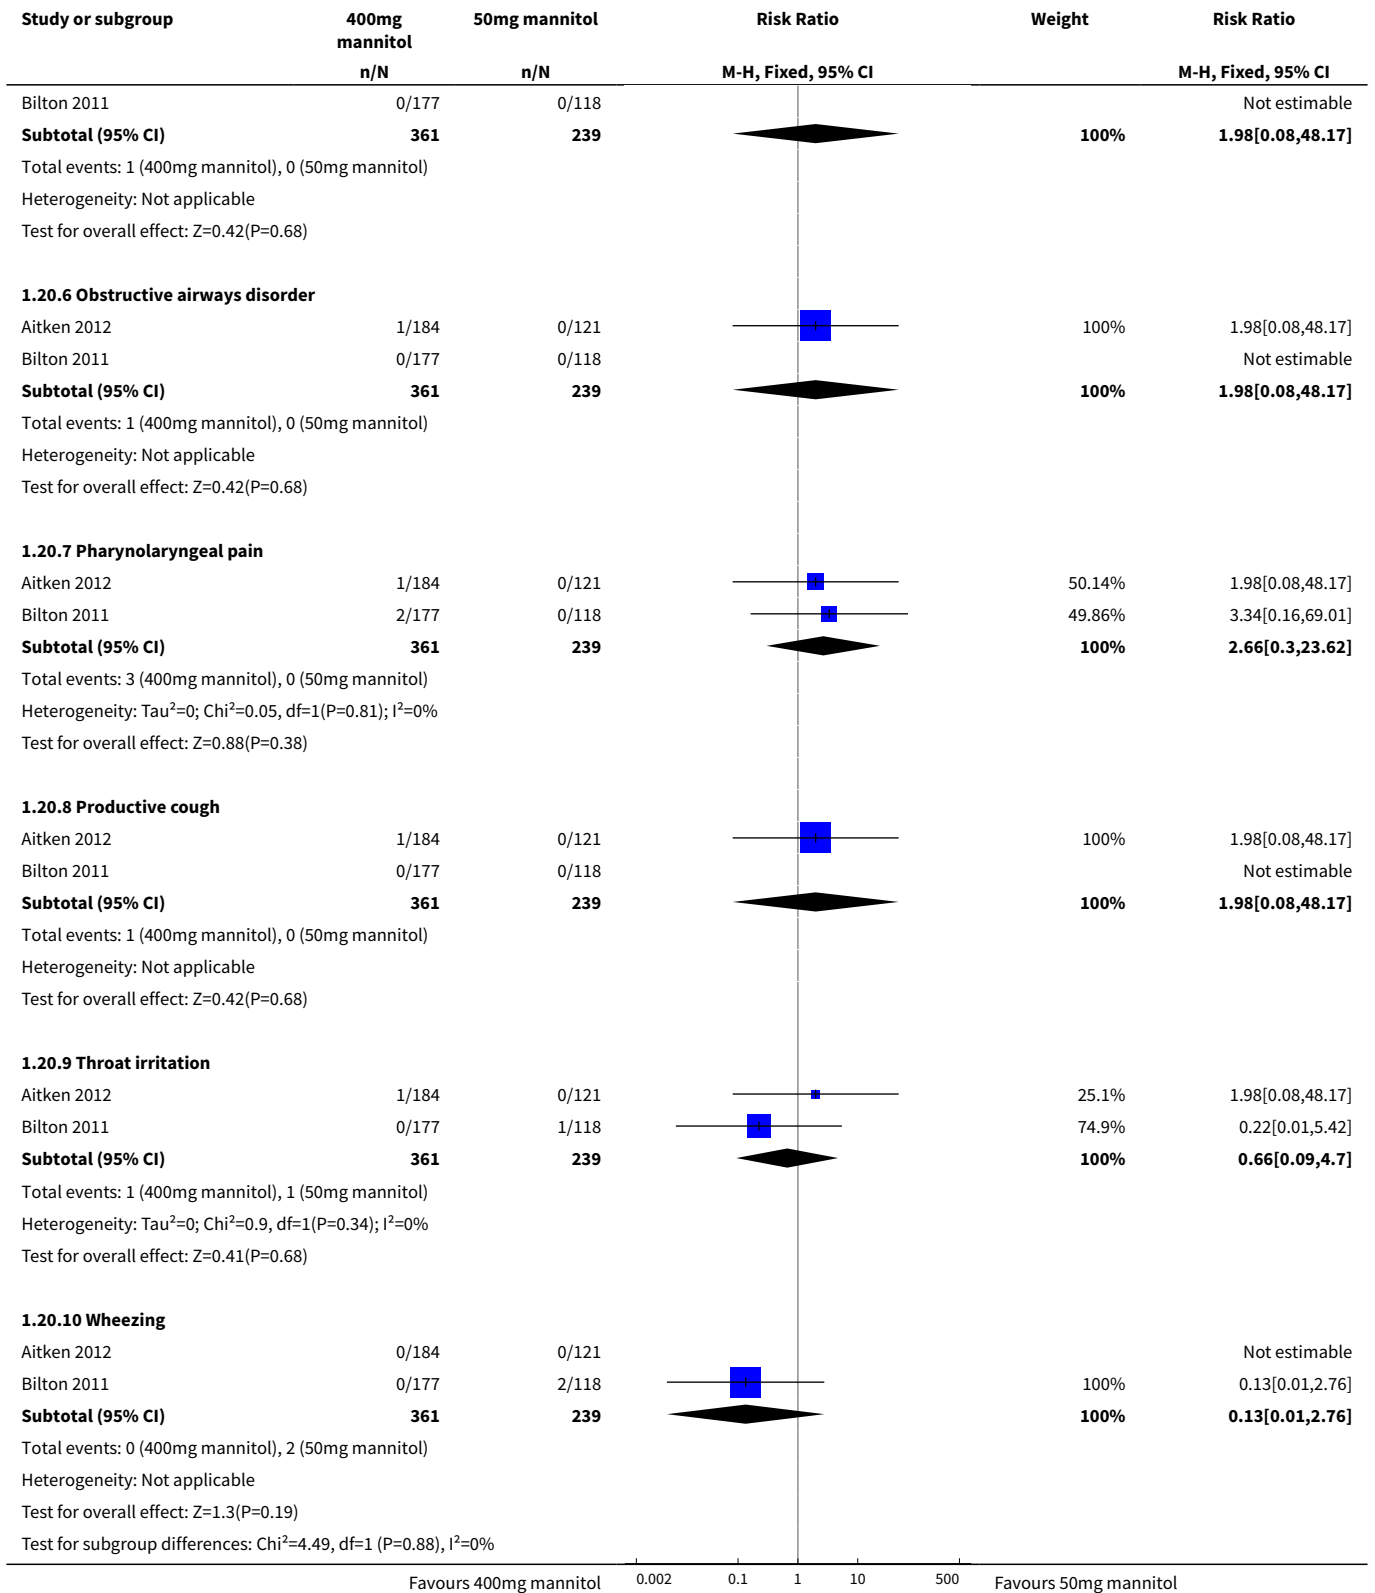 Study or subgroup 400mg mannitol 50mg mannitol Risk Ratio Weight Risk Ratio
n/N n/N M-H, Fixed, 95% CI M-H, Fixed, 95% CI
Bilton 2011 0/177 0/118 Not estimable
Subtotal (95% CI) 361 239 100% 1.98[0.08,48.17]
Total events: 1 (400mg mannitol), 0 (50mg mannitol)
Heterogeneity: Not applicable
Test for overall effect: Z=0.42(P=0.68)
1.20.6 Obstructive airways disorder
Aitken 2012 1/184 0/121 100% 1.98[0.08,48.17]
Bilton 2011 0/177 0/118 Not estimable
Subtotal (95% CI) 361 239 100% 1.98[0.08,48.17]
Total events: 1 (400mg mannitol), 0 (50mg mannitol)
Heterogeneity: Not applicable
Test for overall effect: Z=0.42(P=0.68)
1.20.7 Pharynolaryngeal pain
Aitken 2012 1/184 0/121 50.14% 1.98[0.08,48.17]
Bilton 2011 2/177 0/118 49.86% 3.34[0.16,69.01]
Subtotal (95% CI) 361 239 100% 2.66[0.3,23.62]
Total events: 3 (400mg mannitol), 0 (50mg mannitol)
Heterogeneity: Tau²=0; Chi²=0.05, df=1(P=0.81); I²=0%
Test for overall effect: Z=0.88(P=0.38)
1.20.8 Productive cough
Aitken 2012 1/184 0/121 100% 1.98[0.08,48.17]
Bilton 2011 0/177 0/118 Not estimable
Subtotal (95% CI) 361 239 100% 1.98[0.08,48.17]
Total events: 1 (400mg mannitol), 0 (50mg mannitol)
Heterogeneity: Not applicable
Test for overall effect: Z=0.42(P=0.68)
1.20.9 Throat irritation
Aitken 2012 1/184 0/121 25.1% 1.98[0.08,48.17]
Bilton 2011 0/177 1/118 74.9% 0.22[0.01,5.42]
Subtotal (95% CI) 361 239 100% 0.66[0.09,4.7]
Total events: 1 (400mg mannitol), 1 (50mg mannitol)
Heterogeneity: Tau²=0; Chi²=0.9, df=1(P=0.34); I²=0%
Test for overall effect: Z=0.41(P=0.68)
1.20.10 Wheezing
Aitken 2012 0/184 0/121 Not estimable
Bilton 2011 0/177 2/118 100% 0.13[0.01,2.76]
Subtotal (95% CI) 361 239 100% 0.13[0.01,2.76]
Total events: 0 (400mg mannitol), 2 (50mg mannitol)
Heterogeneity: Not applicable
Test for overall effect: Z=1.3(P=0.19)
Test for subgroup differences: Chi²=4.49, df=1 (P=0.88), I²=0%
Favours 400mg mannitol 0.002 0.1 1 10 500 Favours 50mg mannitol